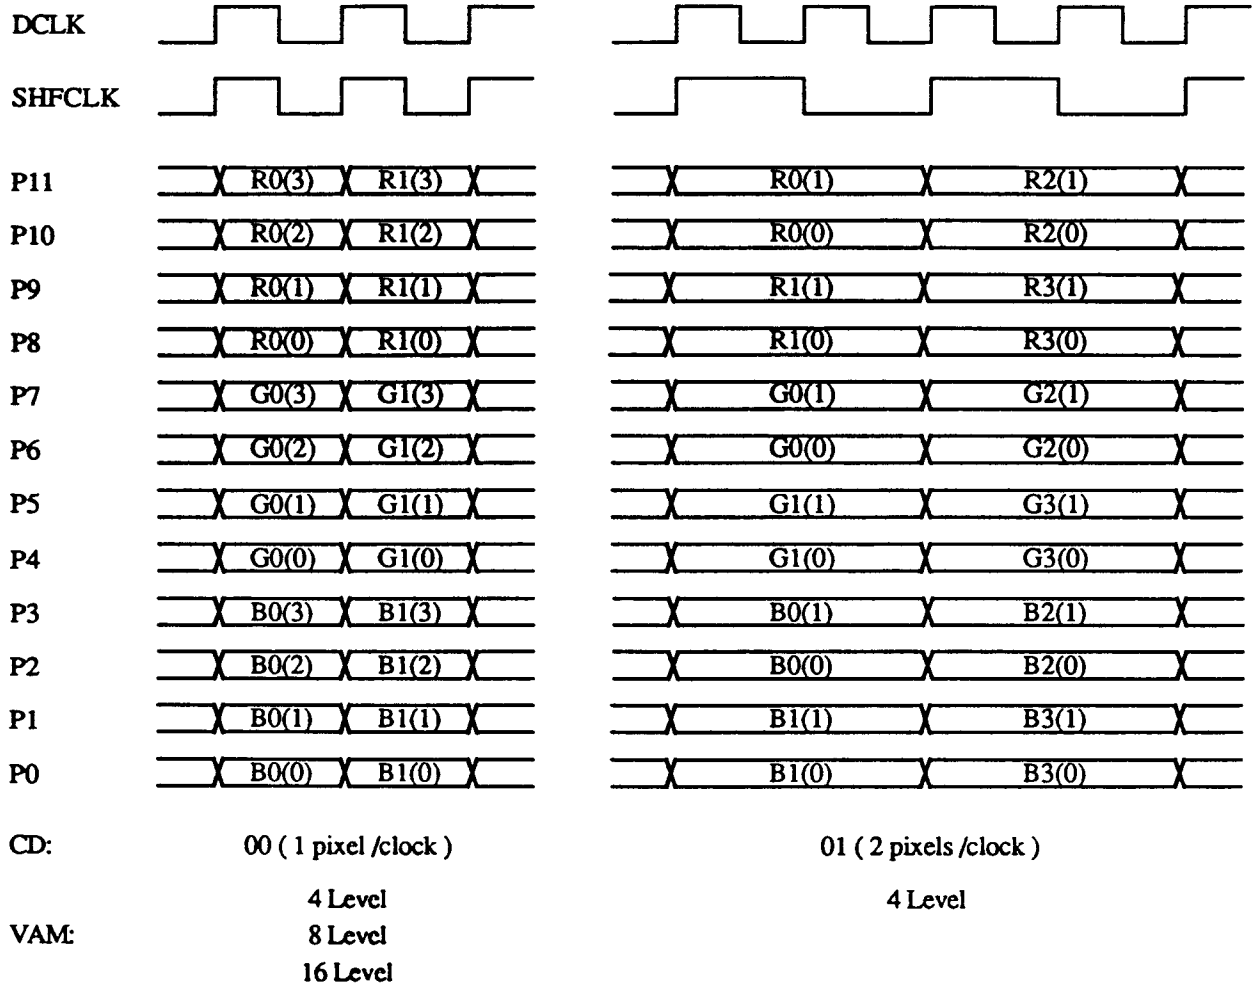 DCLK
SHFCLK
P11 R0(3) R1(3) R0(1) R2(1)
P10 R0(2) R1(2) R0(0) R2(0)
P9 R0(1) R1(1) R1(1) R3(1)
P8 R0(0) R1(0) R1(0) R3(0)
P7 G0(3) G1(3) G0(1) G2(1)
P6 G0(2) G1(2) G0(0) G2(0)
P5 G0(1) G1(1) G1(1) G3(1)
P4 G0(0) G1(0) G1(0) G3(0)
P3 B0(3) B1(3) B0(1) B2(1)
P2 B0(2) B1(2) B0(0) B2(0)
P1 B0(1) B1(1) B1(1) B3(1)
P0 B0(0) B1(0) B1(0) B3(0)
CD: 00 ( 1 pixel /clock ) 01 ( 2 pixels /clock )
4 Level 4 Level
VAM: 8 Level
16 Level